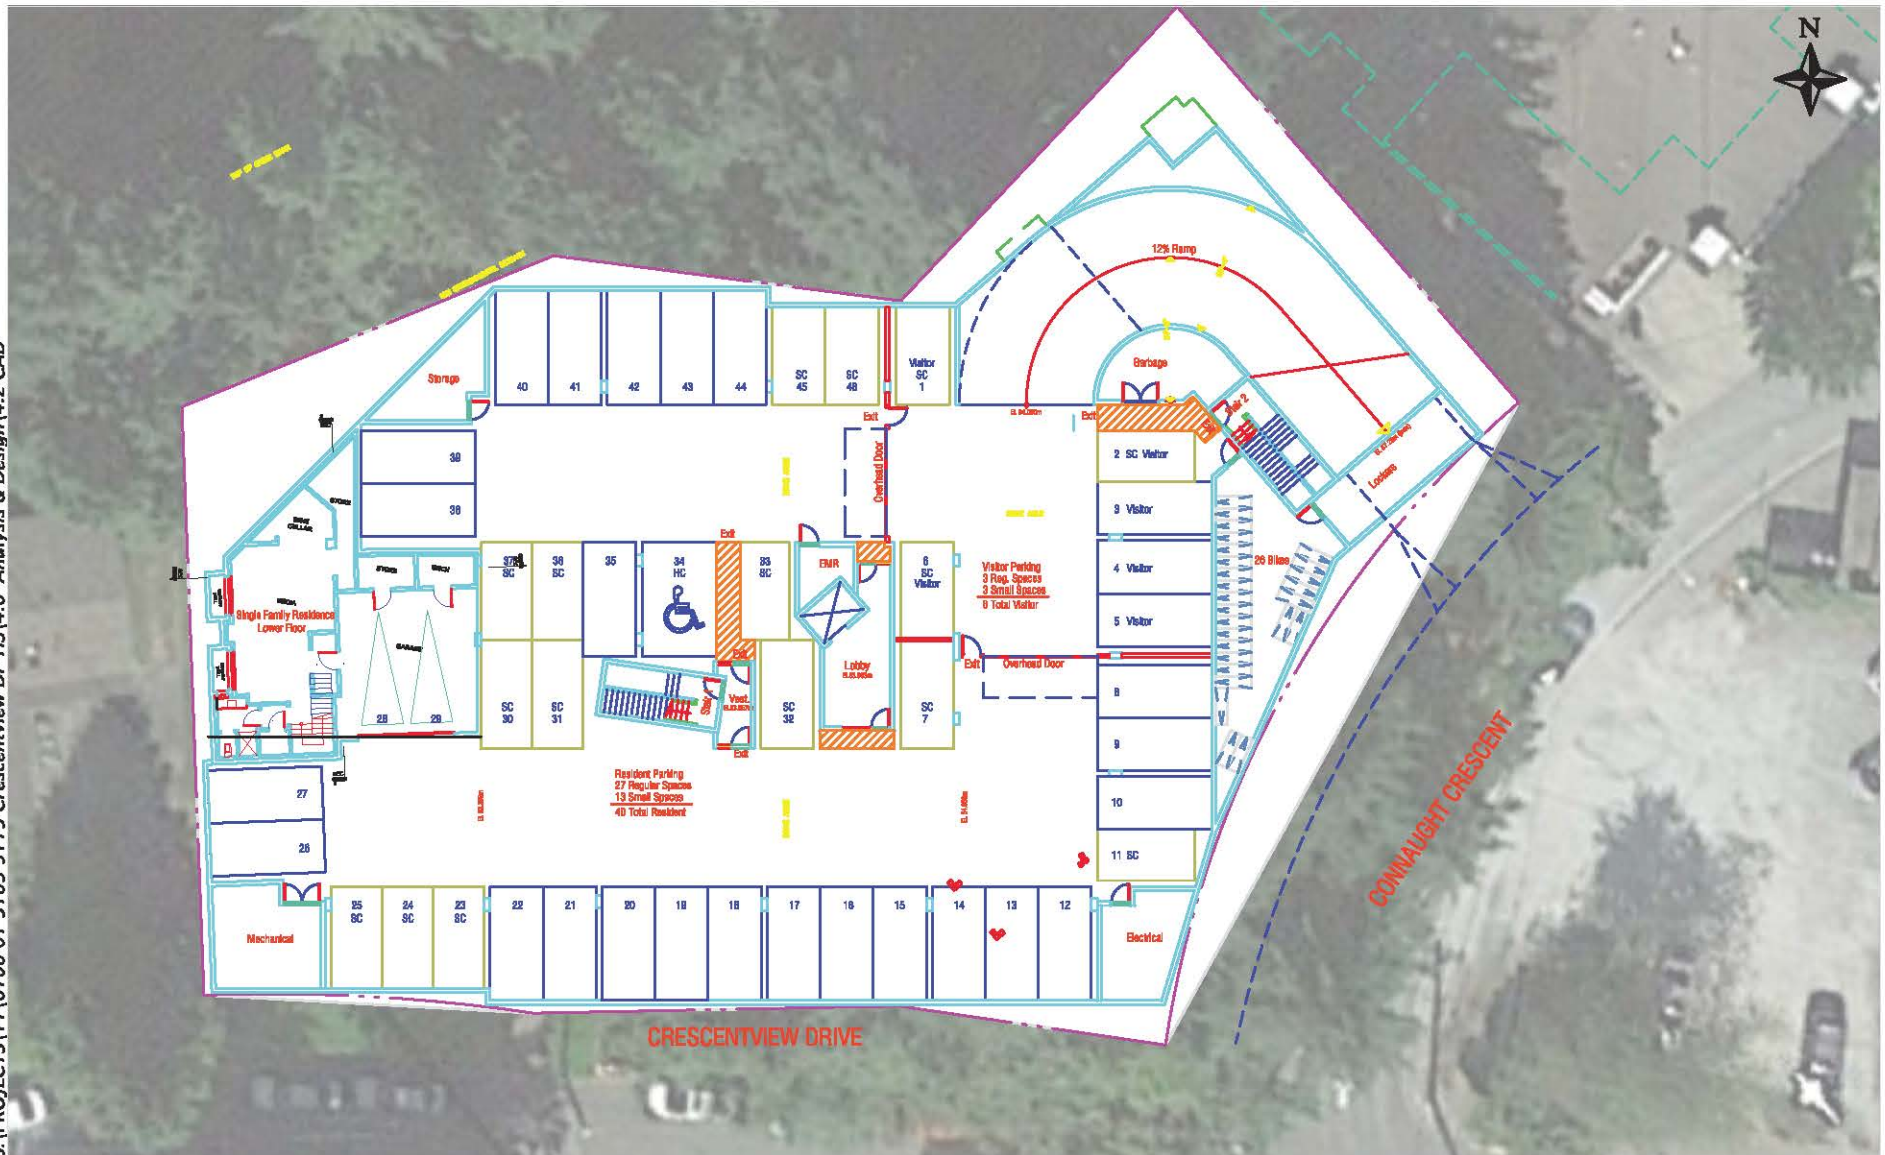 N
12% Ramp
Garbage
Storage
40
41
42
43
44
SC
45
SC
46
Visitor
SC
1
Exit
Exit
Stair 2
Lockers
Overhead Door
39
38
2 SC Visitor
3 Visitor
4 Visitor
5 Visitor
26 Bikes
Exit
37
SC
36
SC
35
34
HC
33
SC
EMR
6
SC
Visitor
Visitor Parking
3 Reg. Spaces
3 Small Spaces
6 Total Visitor
Single Family Residence
Lower Floor
GARAGE
28
29
SC
30
SC
31
Exit
Vest.
Exit
SC
32
Lobby
SC
7
Exit
Overhead Door
8
9
10
11 SC
Resident Parking
27 Regular Spaces
13 Small Spaces
40 Total Resident
27
26
Mechanical
25
SC
24
SC
23
SC
22
21
20
19
18
17
16
15
14
13
12
Electrical
CONNAUGHT CRESCENT
CRESCENTVIEW DRIVE